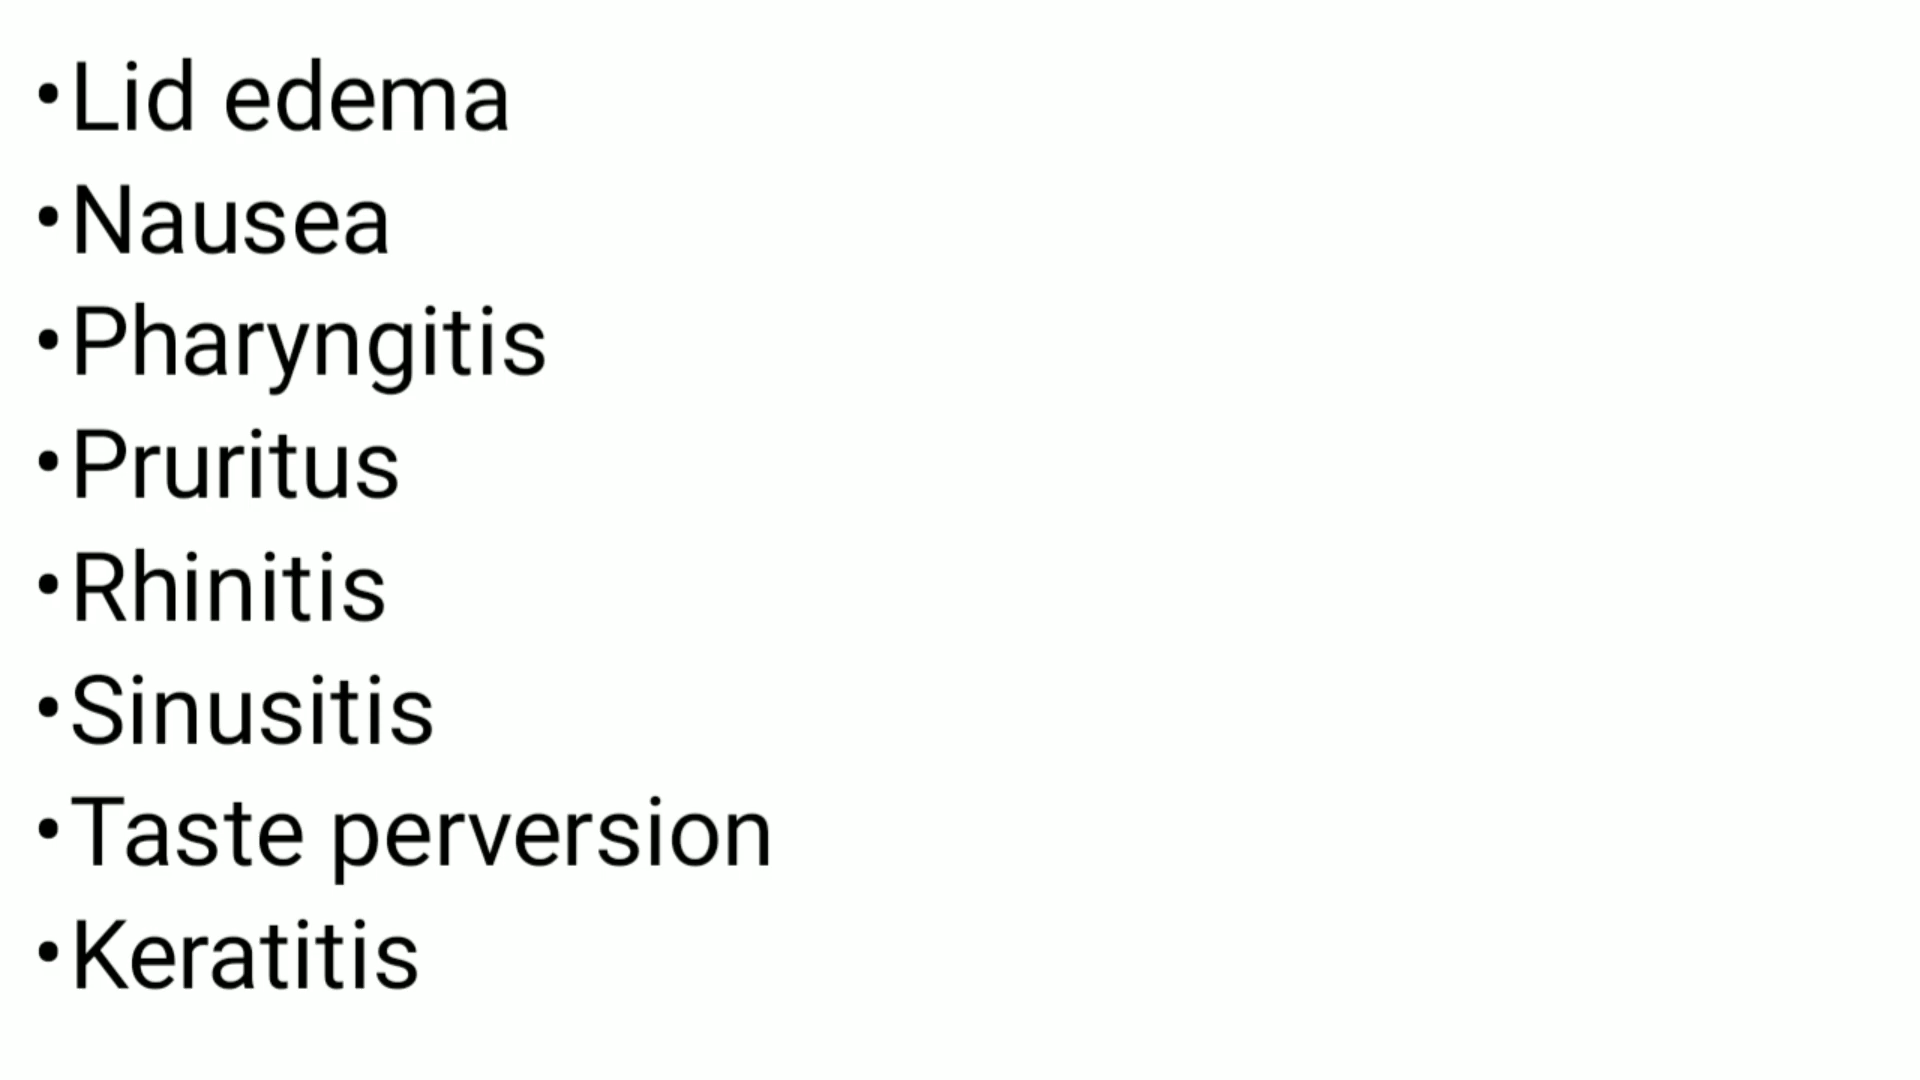 •Lid edema
•Nausea
•Pharyngitis
•Pruritus
•Rhinitis
•Sinusitis
•Taste perversion
•Keratitis